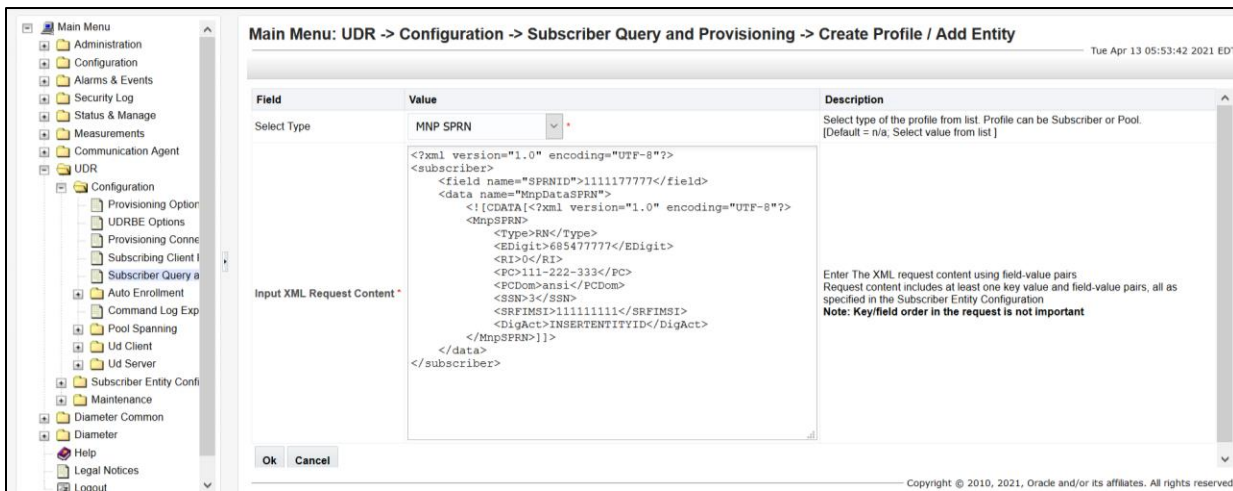 Main Menu
Administration
Configuration
Alarms & Events
Security Log
Status & Manage
Measurements
Communication Agent
UDR
Configuration
Provisioning Option
UDRBE Options
Provisioning Conne
Subscribing Client
Subscriber Query a
Auto Enrollment
Command Log Exp
Pool Spanning
Ud Client
Ud Server
Subscriber Entity Confi
Maintenance
Diameter Common
Diameter
Help
Legal Notices
Logout
Main Menu: UDR -> Configuration -> Subscriber Query and Provisioning -> Create Profile / Add Entity
Tue Apr 13 05:53:42 2021 EDT
Field Value Description
Select Type MNP SPRN * Select type of the profile from list. Profile can be Subscriber or Pool.
[Default = n/a; Select value from list ]
Input XML Request Content *
<?xml version="1.0" encoding="UTF-8"?>
<subscriber>
<field name="SPRNID">1111177777</field>
<data name="MnpDataSPRN">
<![CDATA[<?xml version="1.0" encoding="UTF-8"?>
<MnpSPRN>
<Type>RN</Type>
<EDigit>685477777</EDigit>
<RI>0</RI>
<PC>111-222-333</PC>
<PCDom>ansi</PCDom>
<SSN>3</SSN>
<SRFIMSI>111111111</SRFIMSI>
<DigAct>INSERTENTITYID</DigAct>
</MnpSPRN>]]>
</data>
</subscriber>
Enter The XML request content using field-value pairs
Request content includes at least one key value and field-value pairs, all as
specified in the Subscriber Entity Configuration
Note: Key/field order in the request is not important
Ok Cancel
Copyright © 2010, 2021, Oracle and/or its affiliates. All rights reserved